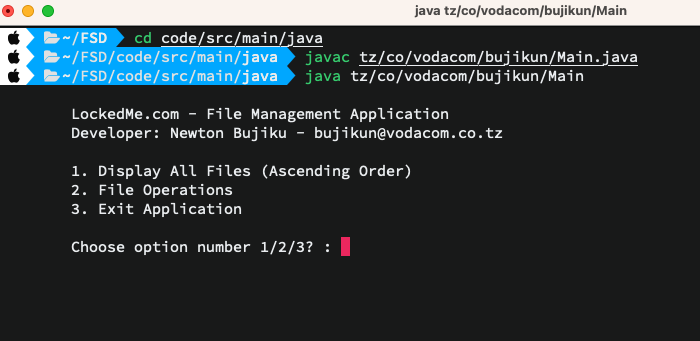 java tz/co/vodacom/bujikun/Main
~/FSD cd code/src/main/java
~/FSD/code/src/main/java javac tz/co/vodacom/bujikun/Main.java
~/FSD/code/src/main/java java tz/co/vodacom/bujikun/Main
LockedMe.com - File Management Application
Developer: Newton Bujiku - bujikun@vodacom.co.tz
1. Display All Files (Ascending Order)
2. File Operations
3. Exit Application
Choose option number 1/2/3? :